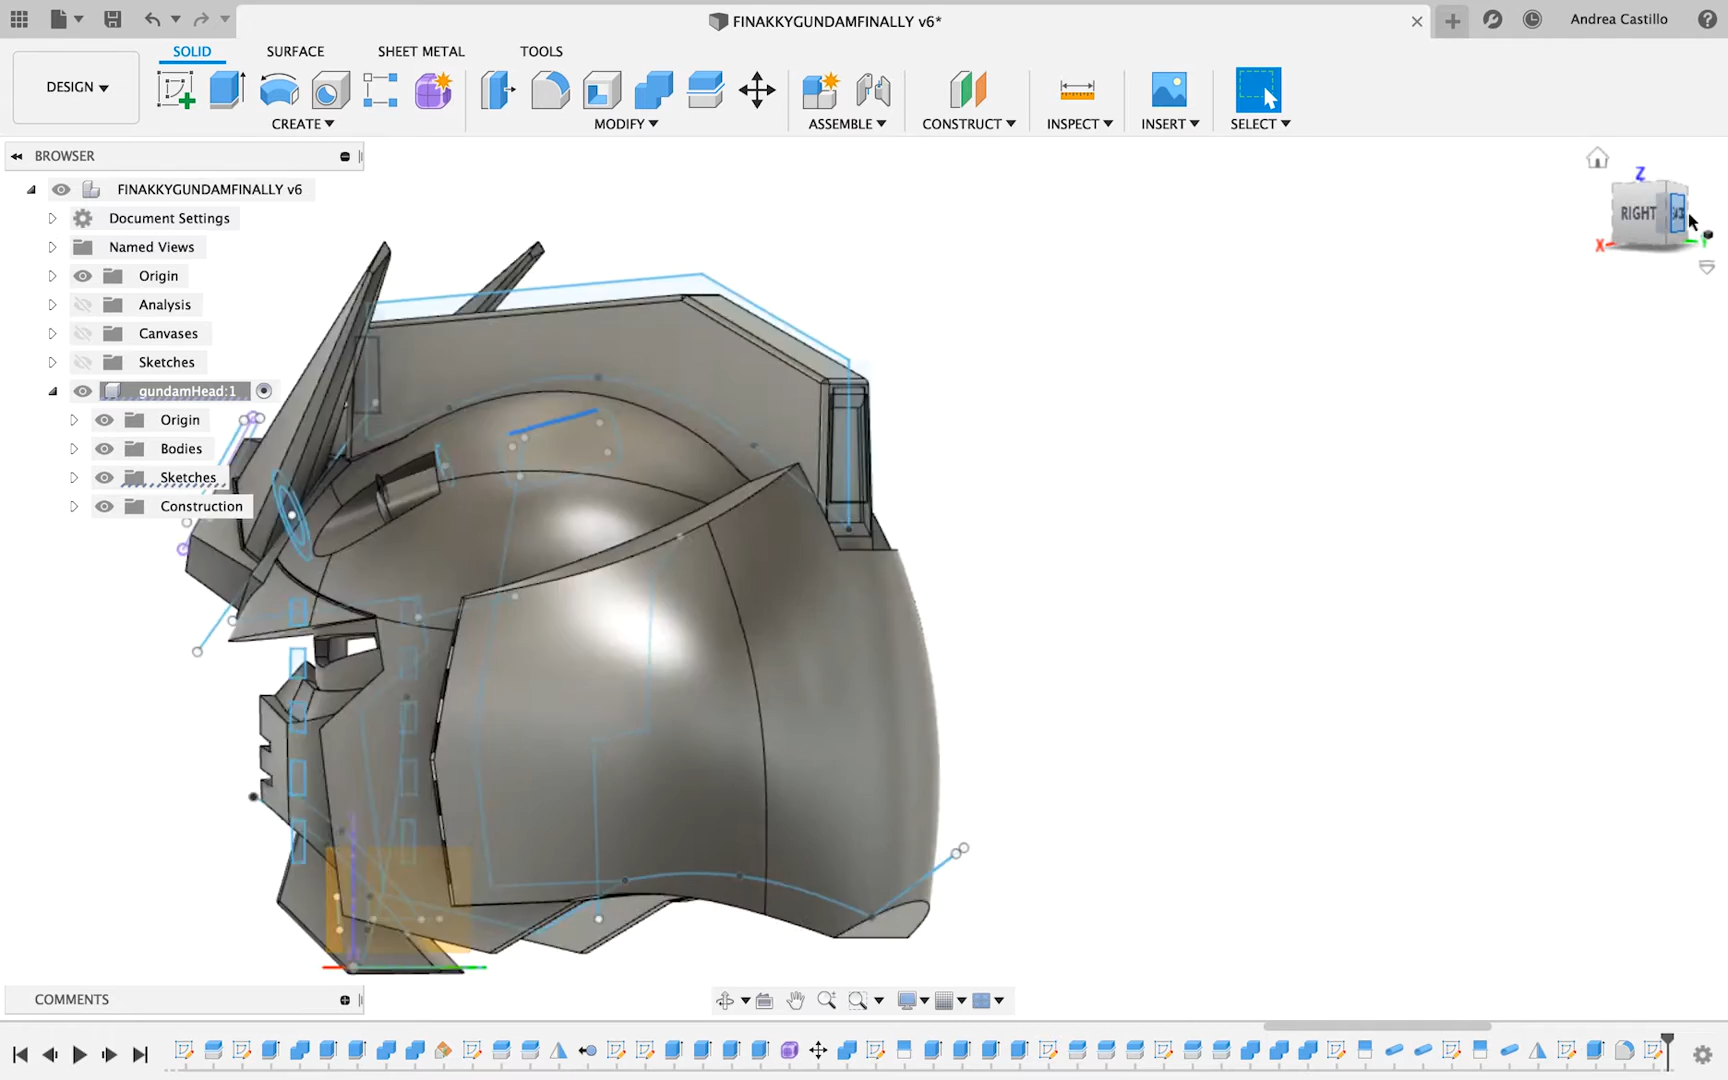 FINAKKYGUNDAMFINALLY v6*
Andrea Castillo
SOLID
SURFACE
SHEET METAL
TOOLS
DESIGN
CREATE
MODIFY
ASSEMBLE
CONSTRUCT
INSPECT
INSERT
SELECT
BROWSER
FINAKKYGUNDAMFINALLY v6
Document Settings
Named Views
Origin
Analysis
Canvases
Sketches
gundamHead:1
Origin
Bodies
Sketches
Construction
Z
RIGHT
X
COMMENTS